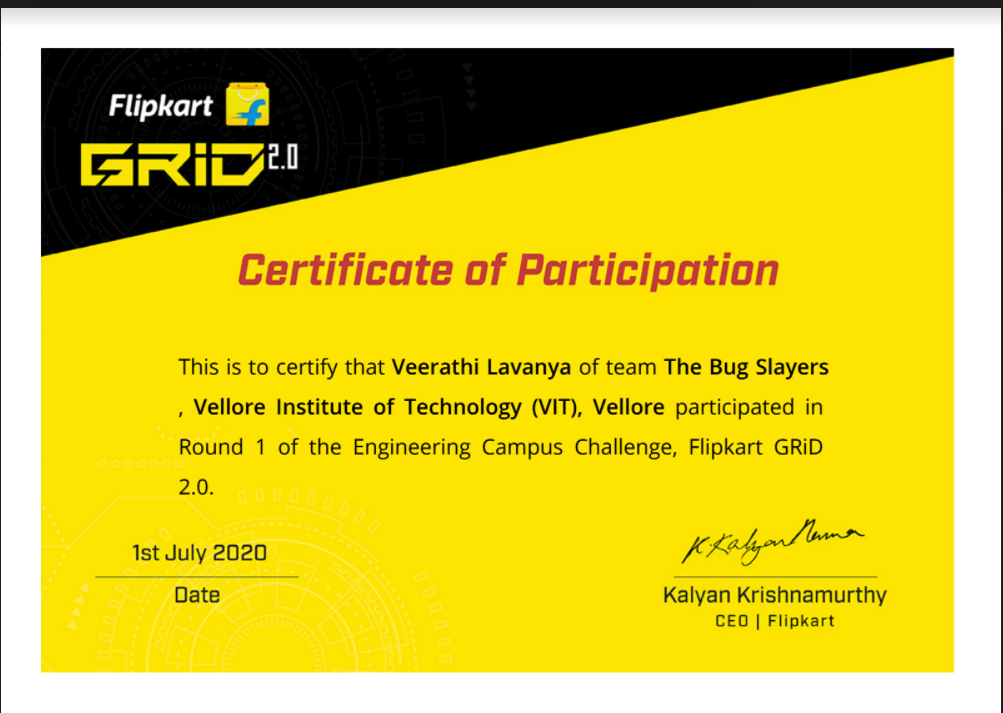 Flipkart
GRiD 2.0
Certificate of Participation
This is to certify that Veerathi Lavanya of team The Bug Slayers
, Vellore Institute of Technology (VIT), Vellore participated in
Round 1 of the Engineering Campus Challenge, Flipkart GRiD
2.0.
1st July 2020
Date
K Kalyan
Kalyan Krishnamurthy
CEO | Flipkart